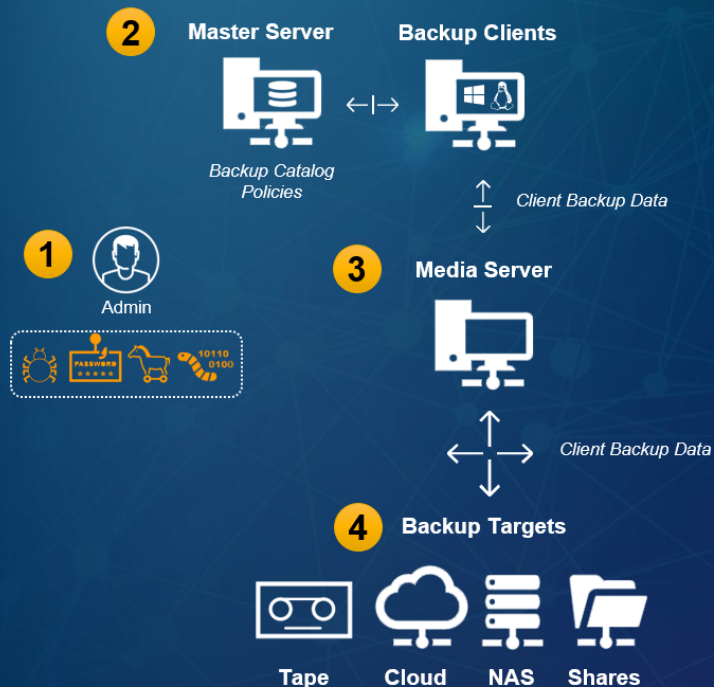 2
Master Server
Backup Clients
Backup Catalog
Policies
Client Backup Data
1
Admin
PASSWORD
*****
10110
0100
3
Media Server
Client Backup Data
4
Backup Targets
Tape
Cloud
NAS
Shares